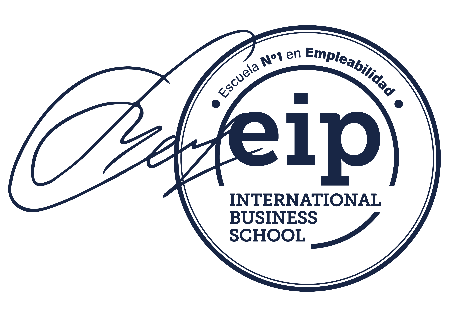 • Escuela Nº1 en Empleabilidad •
eip
INTERNATIONAL
BUSINESS
SCHOOL